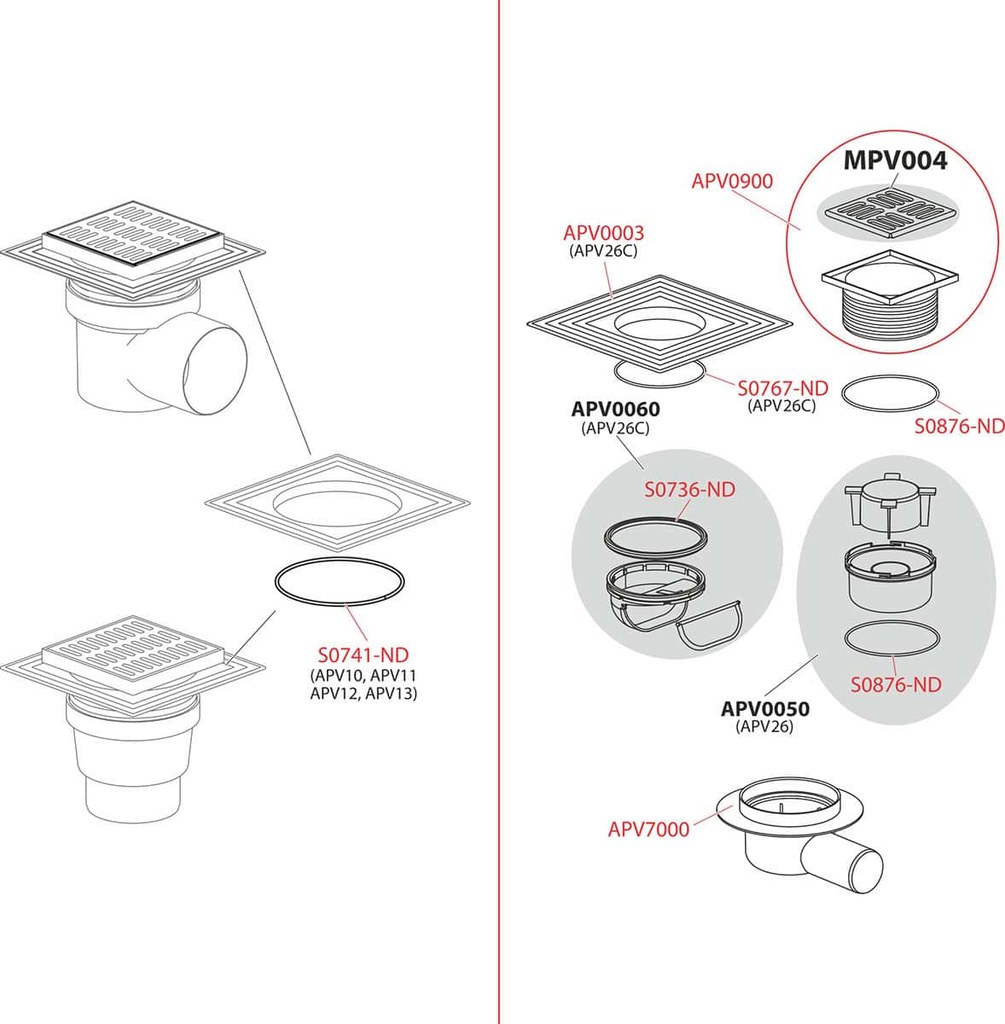 S0741-ND
(APV10, APV11
APV12, APV13)
MPV004
APV0900
APV0003
(APV26C)
S0767-ND
(APV26C)
S0876-ND
APV0060
(APV26C)
S0736-ND
S0876-ND
APV0050
(APV26)
APV7000